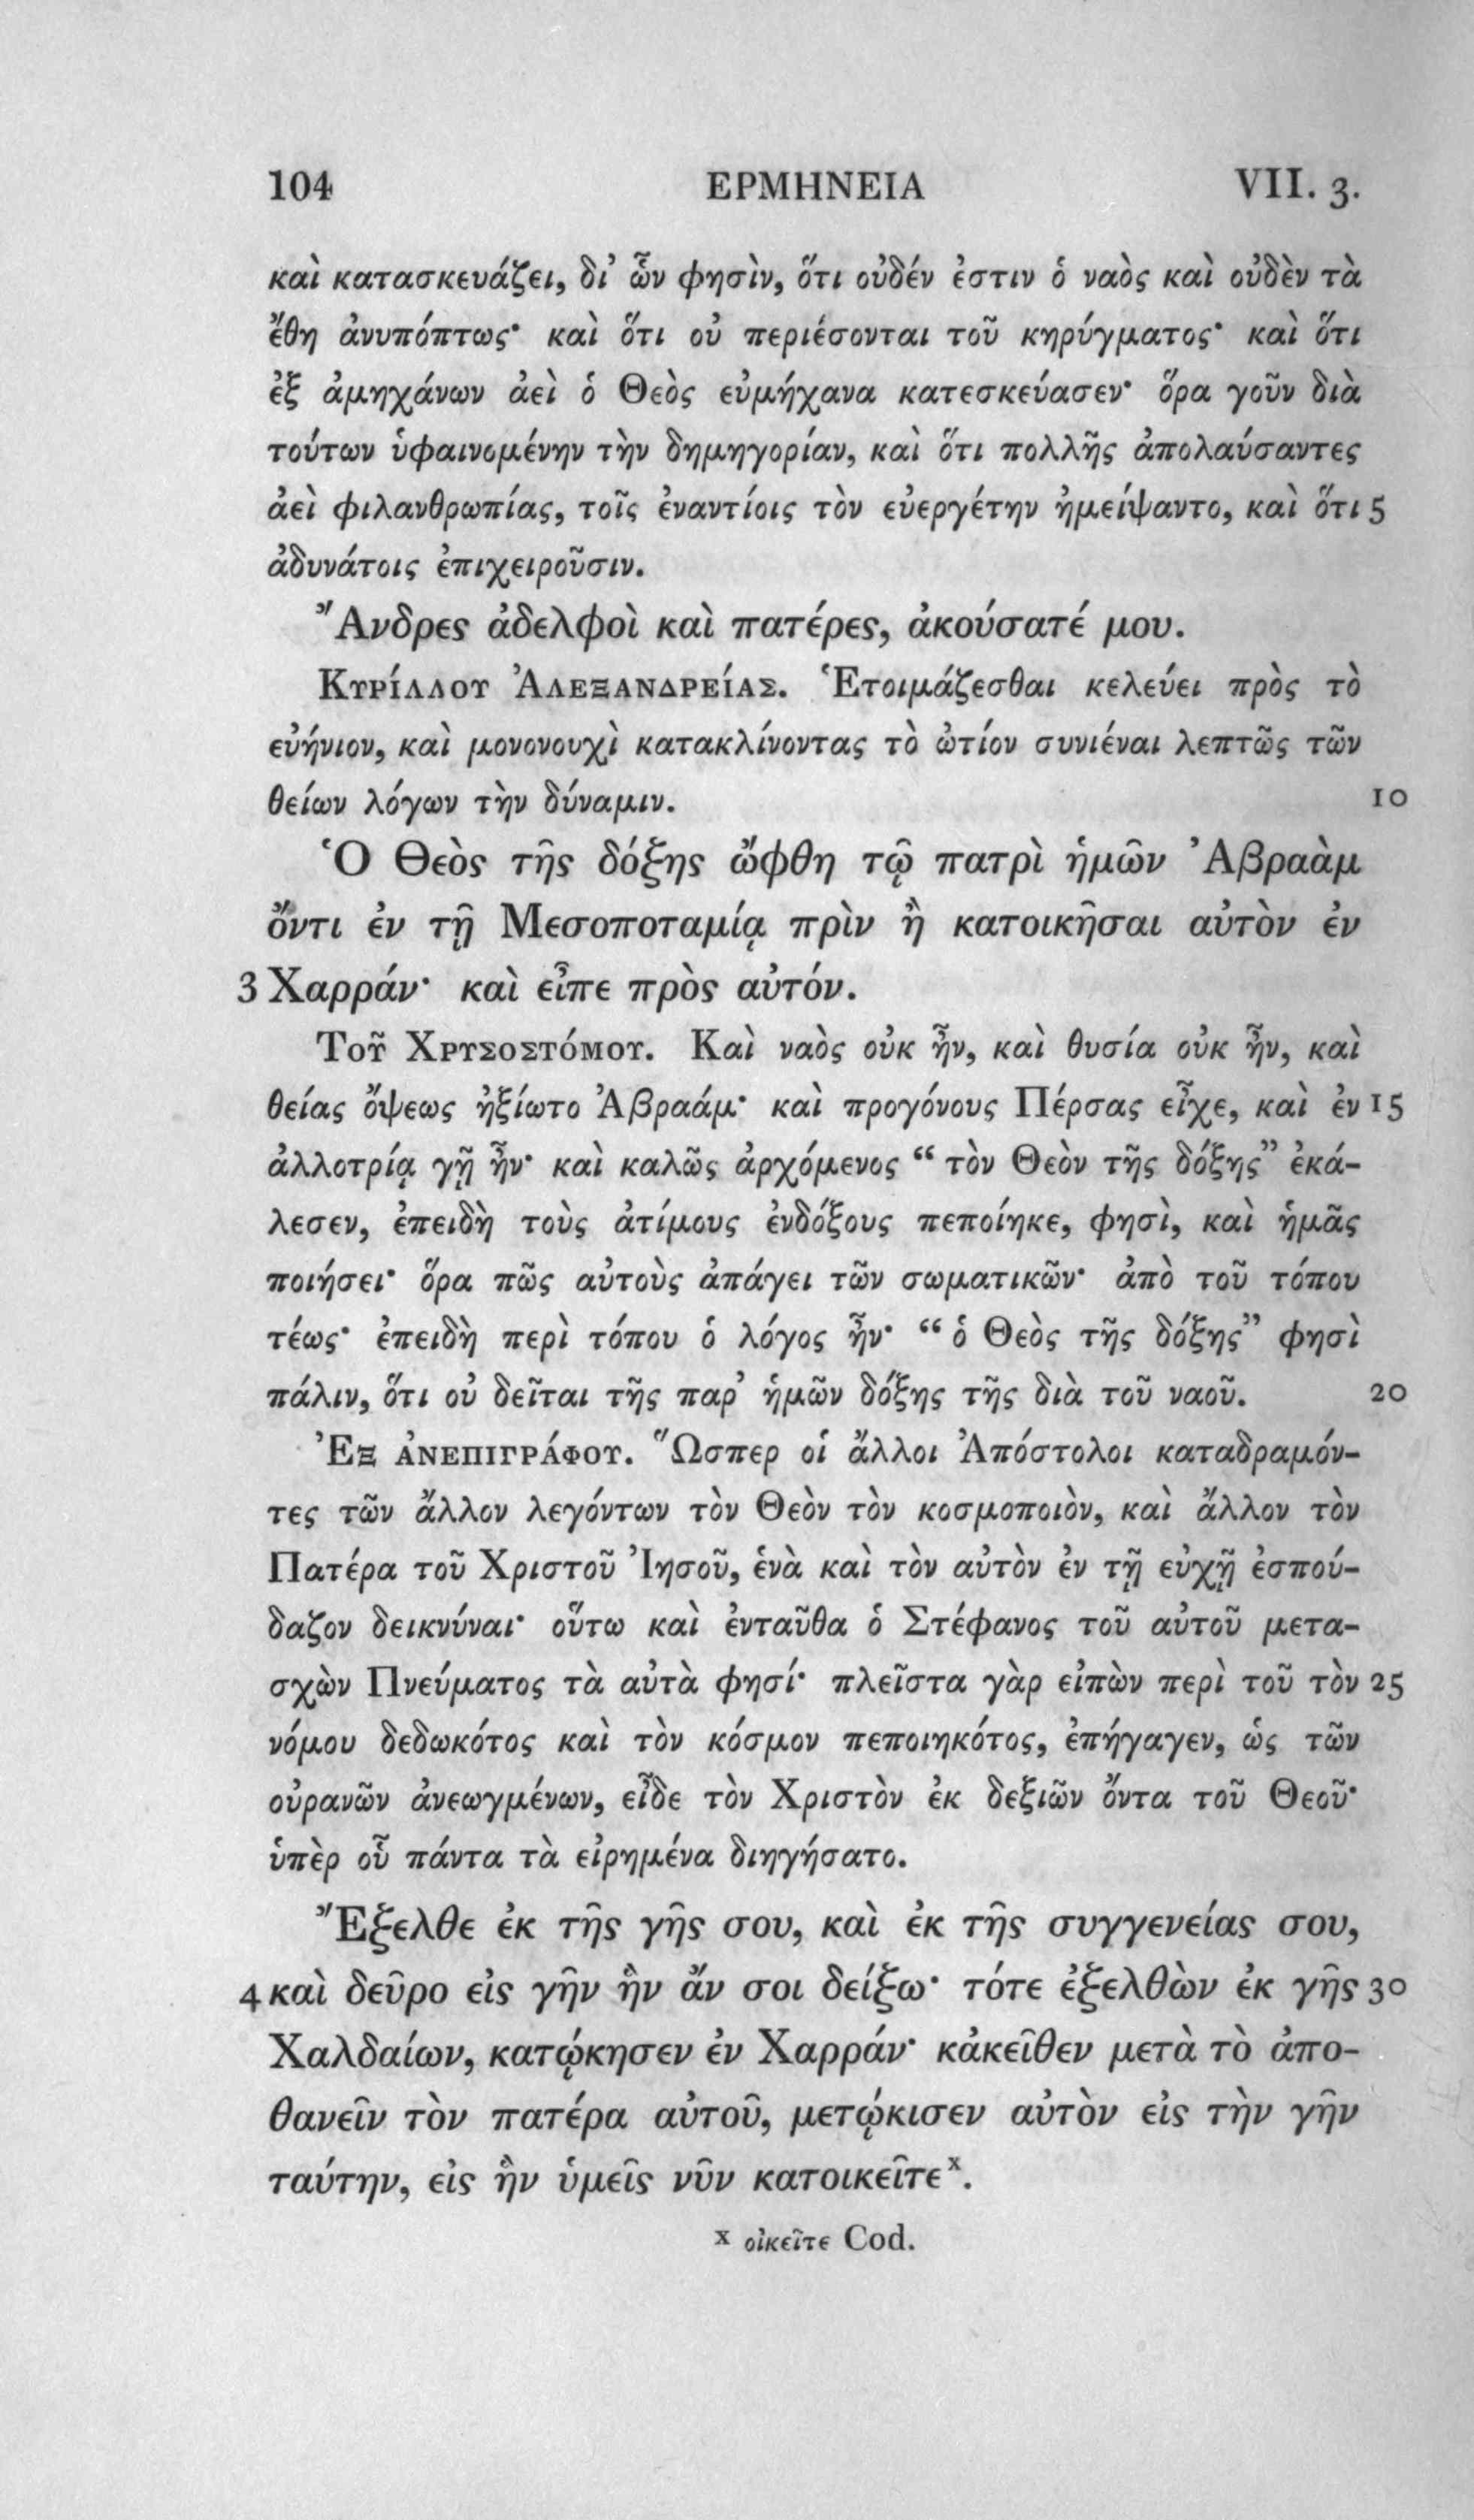 104 ΕΡΜΗΝΕΙΑ VII. 3.
καὶ κατασκευάζει, δι᾽ ὧν φησὶν, ὅτι οὐδέν ἐστιν ὁ ναὸς καὶ οὐδὲν τὰ
ἔθη ἀνυπόπτως· καὶ ὅτι οὐ περιέσονται τοῦ κηρύγματος· καὶ ὅτι
ἐξ ἀμηχάνων ἀεὶ ὁ Θεὸς εὐμήχανα κατεσκεύασεν· ὅρα γοῦν διὰ
τούτων ὑφαινομένην τὴν δημηγορίαν, καὶ ὅτι πολλῆς ἀπολαύσαντες
ἀεὶ φιλανθρωπίας, τοῖς ἐναντίοις τὸν εὐεργέτην ἠμείψαντο, καὶ ὅτι 5
ἀδυνάτοις ἐπιχειροῦσιν.
Ἄνδρες ἀδελφοὶ καὶ πατέρες, ἀκούσατέ μου.
Κυρίλλου Ἀλεξανδρείας. Ἑτοιμάζεσθαι κελεύει πρὸς τὸ
εὐήνιον, καὶ μονονουχὶ κατακλίνοντας τὸ ὠτίον συνιέναι λεπτῶς τῶν
θείων λόγων τὴν δύναμιν. 10
Ὁ Θεὸς τῆς δόξης ὤφθη τῷ πατρὶ ἡμῶν Ἀβραὰμ
ὄντι ἐν τῇ Μεσοποταμίᾳ πρὶν ἢ κατοικῆσαι αὐτὸν ἐν
3 Χαρράν· καὶ εἶπε πρὸς αὐτόν.
Τοῦ Χρυσοστόμου. Καὶ ναὸς οὐκ ἦν, καὶ θυσία οὐκ ἦν, καὶ
θείας ὄψεως ἠξίωτο Ἀβραάμ· καὶ προγόνους Πέρσας εἶχε, καὶ ἐν 15
ἀλλοτρίᾳ γῇ ἦν· καὶ καλῶς ἀρχόμενος “ τὸν Θεὸν τῆς δόξης” ἐκά-
λεσεν, ἐπειδὴ τοὺς ἀτίμους ἐνδόξους πεποίηκε, φησὶ, καὶ ἡμᾶς
ποιήσει· ὅρα πῶς αὐτοὺς ἀπάγει τῶν σωματικῶν· ἀπὸ τοῦ τόπου
τέως· ἐπειδὴ περὶ τόπου ὁ λόγος ἦν· “ ὁ Θεὸς τῆς δόξης” φησὶ
πάλιν, ὅτι οὐ δεῖται τῆς παρ᾽ ἡμῶν δόξης τῆς διὰ τοῦ ναοῦ. 20
Ἐξ ἀνεπιγράφου. Ὥσπερ οἱ ἄλλοι Ἀπόστολοι καταδραμόν-
τες τῶν ἄλλον λεγόντων τὸν Θεὸν τὸν κοσμοποιὸν, καὶ ἄλλον τὸν
Πατέρα τοῦ Χριστοῦ Ἰησοῦ, ἑνὰ καὶ τὸν αὐτὸν ἐν τῇ εὐχῇ ἐσπού-
δαζον δεικνύναι· οὕτω καὶ ἐνταῦθα ὁ Στέφανος τοῦ αὐτοῦ μετα-
σχὼν Πνεύματος τὰ αὐτὰ φησί· πλεῖστα γὰρ εἰπὼν περὶ τοῦ τὸν 25
νόμου δεδωκότος καὶ τὸν κόσμον πεποιηκότος, ἐπήγαγεν, ὡς τῶν
οὐρανῶν ἀνεωγμένων, εἶδε τὸν Χριστὸν ἐκ δεξιῶν ὄντα τοῦ Θεοῦ·
ὑπὲρ οὗ πάντα τὰ εἰρημένα διηγήσατο.
Ἔξελθε ἐκ τῆς γῆς σου, καὶ ἐκ τῆς συγγενείας σου,
4 καὶ δεῦρο εἰς γῆν ἣν ἄν σοι δείξω· τότε ἐξελθὼν ἐκ γῆς 30
Χαλδαίων, κατῴκησεν ἐν Χαρράν· κἀκεῖθεν μετὰ τὸ ἀπο-
θανεῖν τὸν πατέρα αὐτοῦ, μετῴκισεν αὐτὸν εἰς τὴν γῆν
ταύτην, εἰς ἣν ὑμεῖς νῦν κατοικεῖτε x.
x οἰκεῖτε Cod.